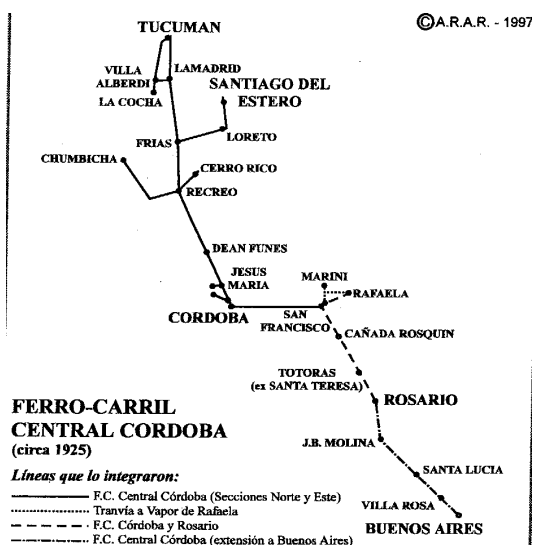 ©A.R.A.R. - 1997
TUCUMAN
VILLA
ALBERDI
LAMADRID
LA COCHA
SANTIAGO DEL
ESTERO
FRIAS
LORETO
CHUMBICHA
CERRO RICO
RECREO
DEAN FUNES
JESUS
MARIA
MARINI
RAFAELA
CORDOBA
SAN
FRANCISCO
CAÑADA ROSQUIN
TOTORAS
(ex SANTA TERESA)
ROSARIO
J.B. MOLINA
SANTA LUCIA
VILLA ROSA
BUENOS AIRES
FERRO-CARRIL
CENTRAL CORDOBA
(circa 1925)
Líneas que lo integraron:
F.C. Central Córdoba (Secciones Norte y Este)
Tranvía a Vapor de Rafaela
F.C. Córdoba y Rosario
F.C. Central Córdoba (extensión a Buenos Aires)